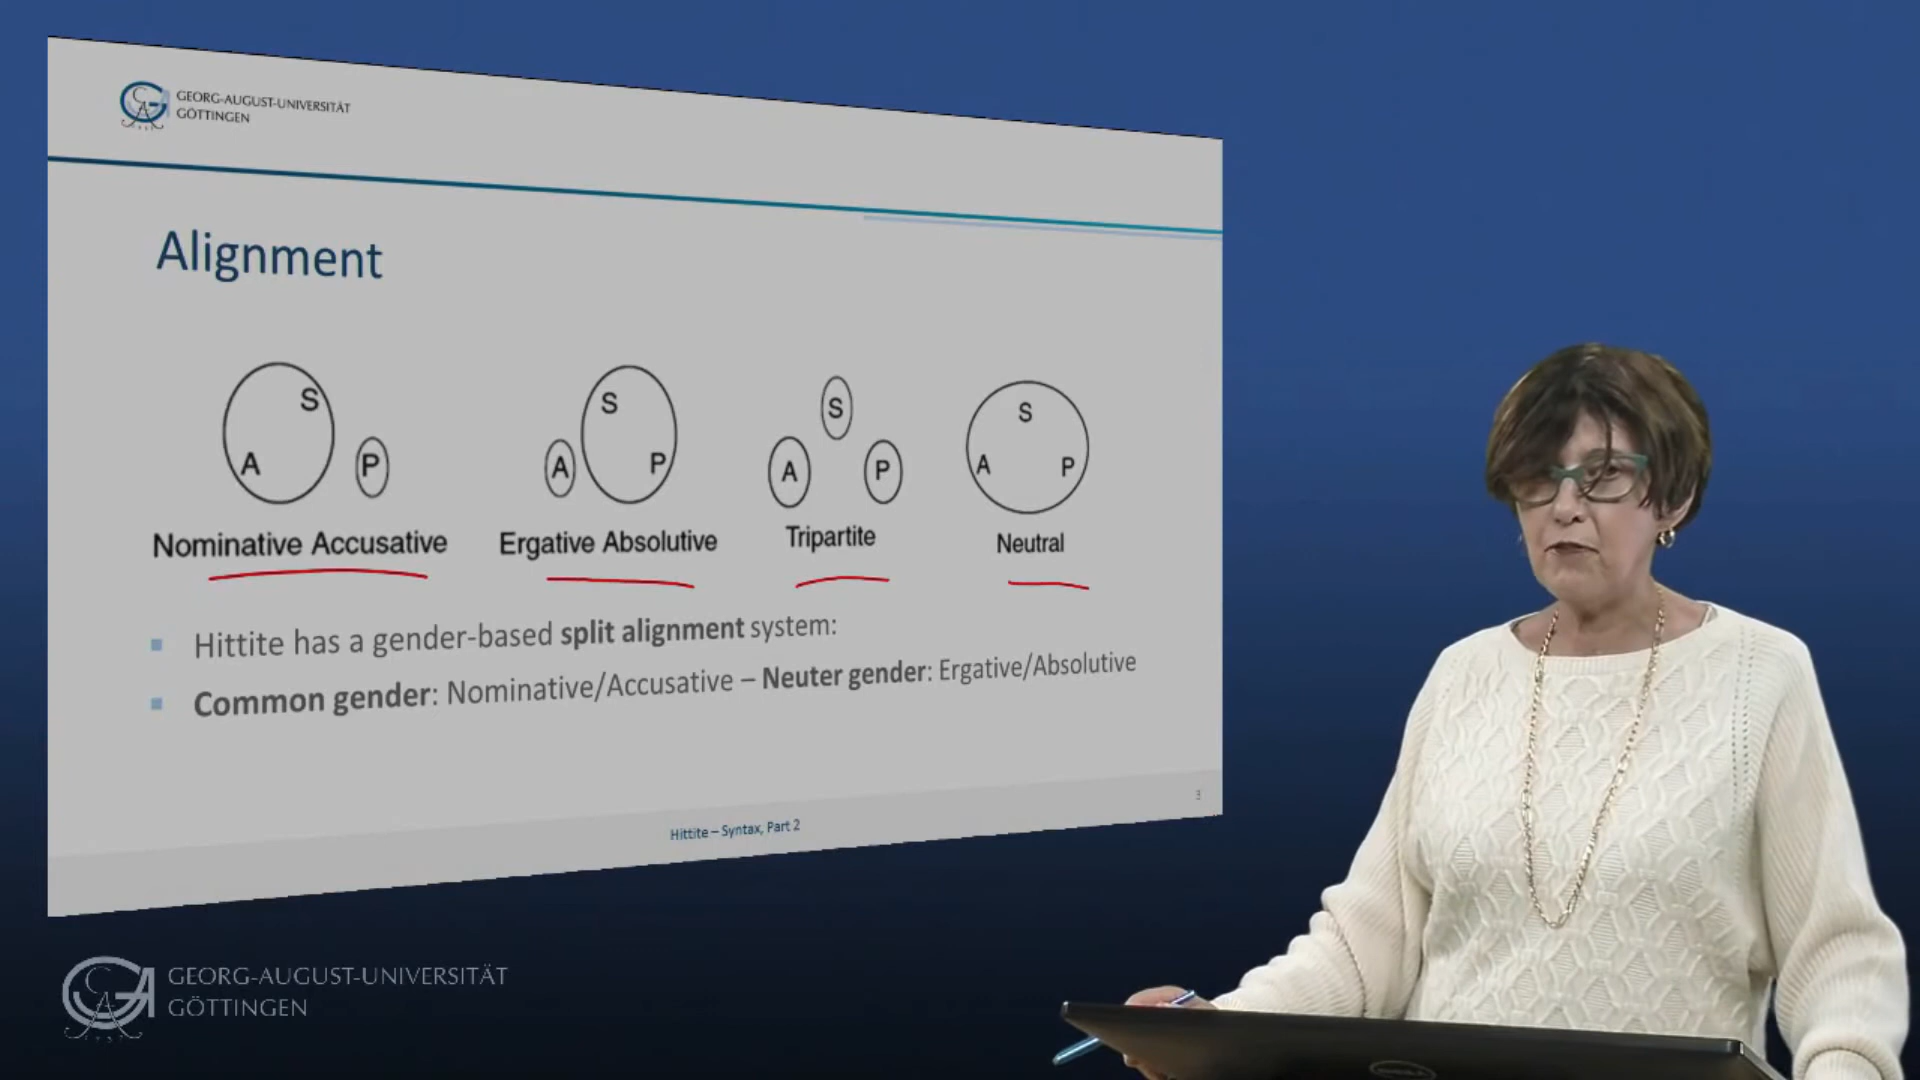 GEORG-AUGUST-UNIVERSITÄT
GÖTTINGEN
Alignment
S
A
P
S
A
P
S
A
P
S
A
P
Nominative Accusative
Ergative Absolutive
Tripartite
Neutral
Hittite has a gender-based split alignment system:
Common gender: Nominative/Accusative – Neuter gender: Ergative/Absolutive
3
Hittite – Syntax, Part 2
GEORG-AUGUST-UNIVERSITÄT
GÖTTINGEN